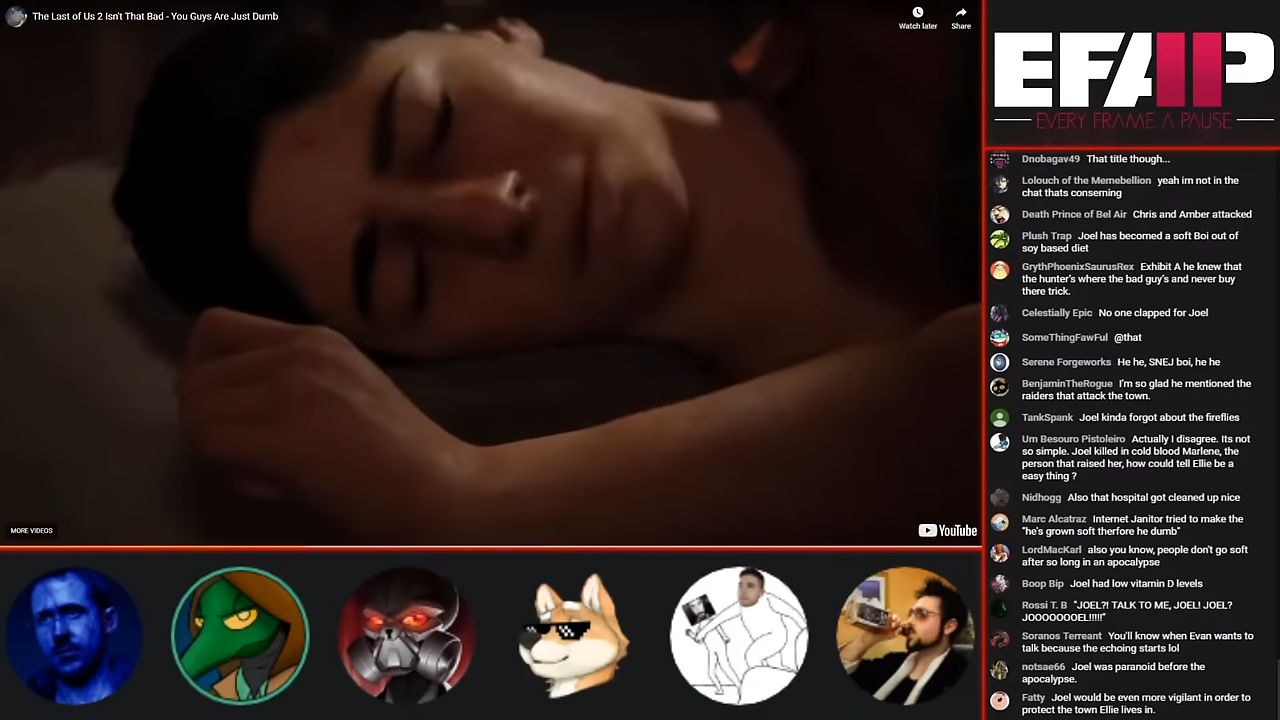 The Last of Us 2 Isn't That Bad - You Guys Are Just Dumb
Watch later
Share
MORE VIDEOS
YouTube
EFAP
EVERY FRAME A PAUSE
Dnobagav49 That title though...
Lolouch of the Memebellion yeah im not in the
chat thats conserning
Death Prince of Bel Air Chris and Amber attacked
Plush Trap Joel has become a soft Boi out of
soy based diet
GrythPhoenixSaurusRex Exhibit A he knew that
the hunter's where the bad guy's and never buy
there trick.
Celestially Epic No one clapped for Joel
SomeThingFawFul @that
Serene Forgeworks He he, SNEJ boi, he he
BenjaminTheRogue I'm so glad he mentioned the
raiders that attack the town.
TankSpank Joel kinda forgot about the fireflies
Um Besouro Pistoleiro Actually I disagree. Its not
so simple. Joel killed in cold blood Marlene, the
person that raised her, how could tell Ellie be a
easy thing ?
Nidhogg Also that hospital got cleaned up nice
Marc Alcatraz Internet Janitor tried to make the
"he's grown soft therfore he dumb"
LordMacKarl also you know, people don't go soft
after so long in an apocalypse
Boop Bip Joel had low vitamin D levels
Rossi T. B "JOEL?! TALK TO ME, JOEL! JOEL?
JOOOOOOOEL!!!!!"
Soranos Terreant You'll know when Evan wants to
talk because the echoing starts lol
notsae66 Joel was paranoid before the
apocalypse.
Fatty Joel would be even more vigilant in order to
protect the town Ellie lives in.